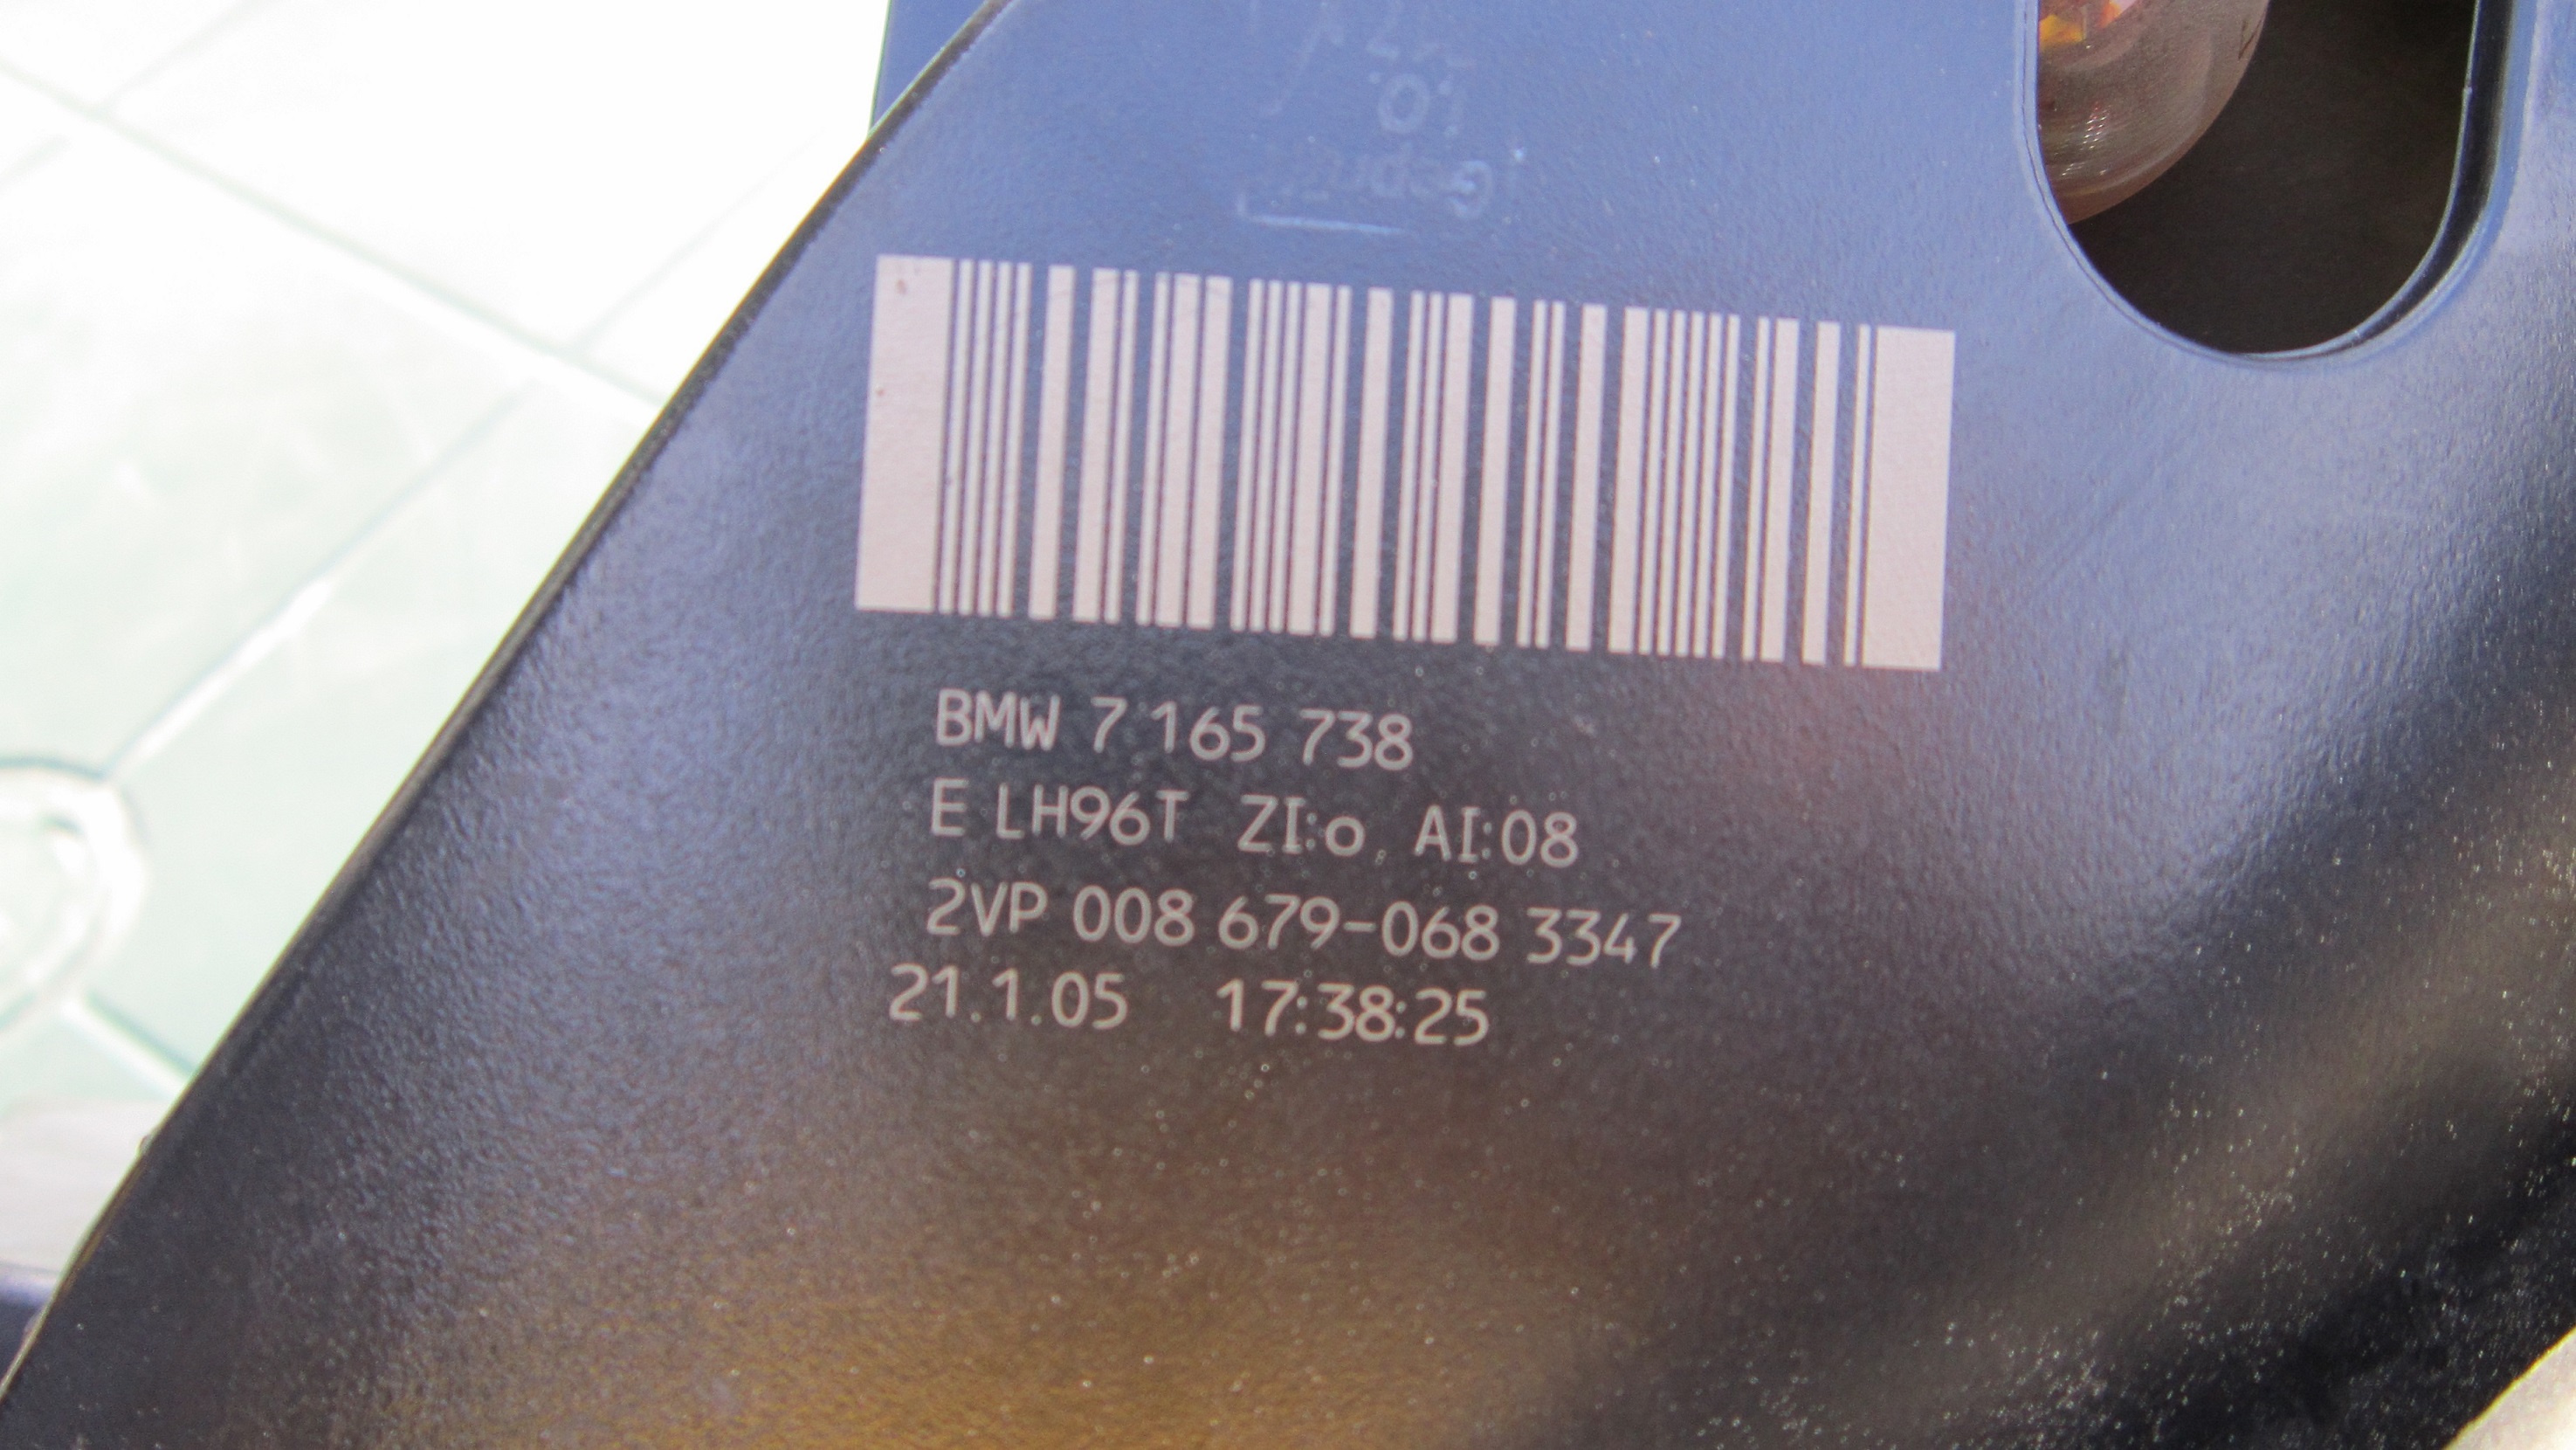 i.O.
BMW 7 165 738
E LH96T ZI:o AI:08
2VP 008 679-068 3347
21.1.05 17:38:25